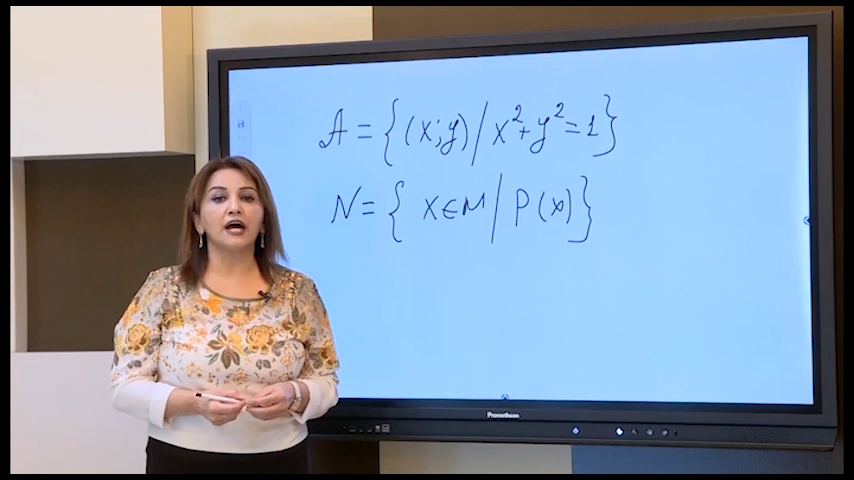 A = {(x;y) / x² + y² = 1}
N = { x ∈ M / P(x)}
Promethean